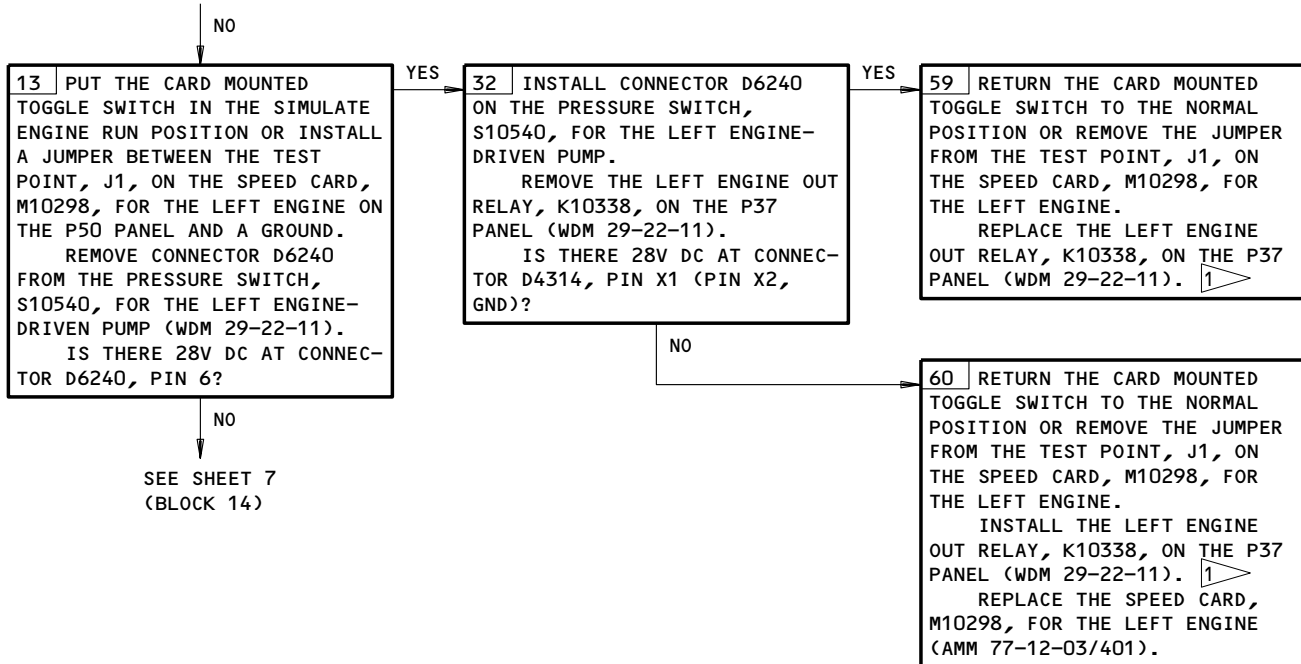 NO
13 PUT THE CARD MOUNTED
TOGGLE SWITCH IN THE SIMULATE
ENGINE RUN POSITION OR INSTALL
A JUMPER BETWEEN THE TEST
POINT, J1, ON THE SPEED CARD,
M10298, FOR THE LEFT ENGINE ON
THE P50 PANEL AND A GROUND.
REMOVE CONNECTOR D6240
FROM THE PRESSURE SWITCH,
S10540, FOR THE LEFT ENGINE-
DRIVEN PUMP (WDM 29-22-11).
IS THERE 28V DC AT CONNEC-
TOR D6240, PIN 6?
NO
SEE SHEET 7
(BLOCK 14)
YES
32 INSTALL CONNECTOR D6240
ON THE PRESSURE SWITCH,
S10540, FOR THE LEFT ENGINE-
DRIVEN PUMP.
REMOVE THE LEFT ENGINE OUT
RELAY, K10338, ON THE P37
PANEL (WDM 29-22-11).
IS THERE 28V DC AT CONNEC-
TOR D4314, PIN X1 (PIN X2,
GND)?
NO
YES
59 RETURN THE CARD MOUNTED
TOGGLE SWITCH TO THE NORMAL
POSITION OR REMOVE THE JUMPER
FROM THE TEST POINT, J1, ON
THE SPEED CARD, M10298, FOR
THE LEFT ENGINE.
REPLACE THE LEFT ENGINE
OUT RELAY, K10338, ON THE P37
PANEL (WDM 29-22-11). 1
60 RETURN THE CARD MOUNTED
TOGGLE SWITCH TO THE NORMAL
POSITION OR REMOVE THE JUMPER
FROM THE TEST POINT, J1, ON
THE SPEED CARD, M10298, FOR
THE LEFT ENGINE.
INSTALL THE LEFT ENGINE
OUT RELAY, K10338, ON THE P37
PANEL (WDM 29-22-11). 1
REPLACE THE SPEED CARD,
M10298, FOR THE LEFT ENGINE
(AMM 77-12-03/401).